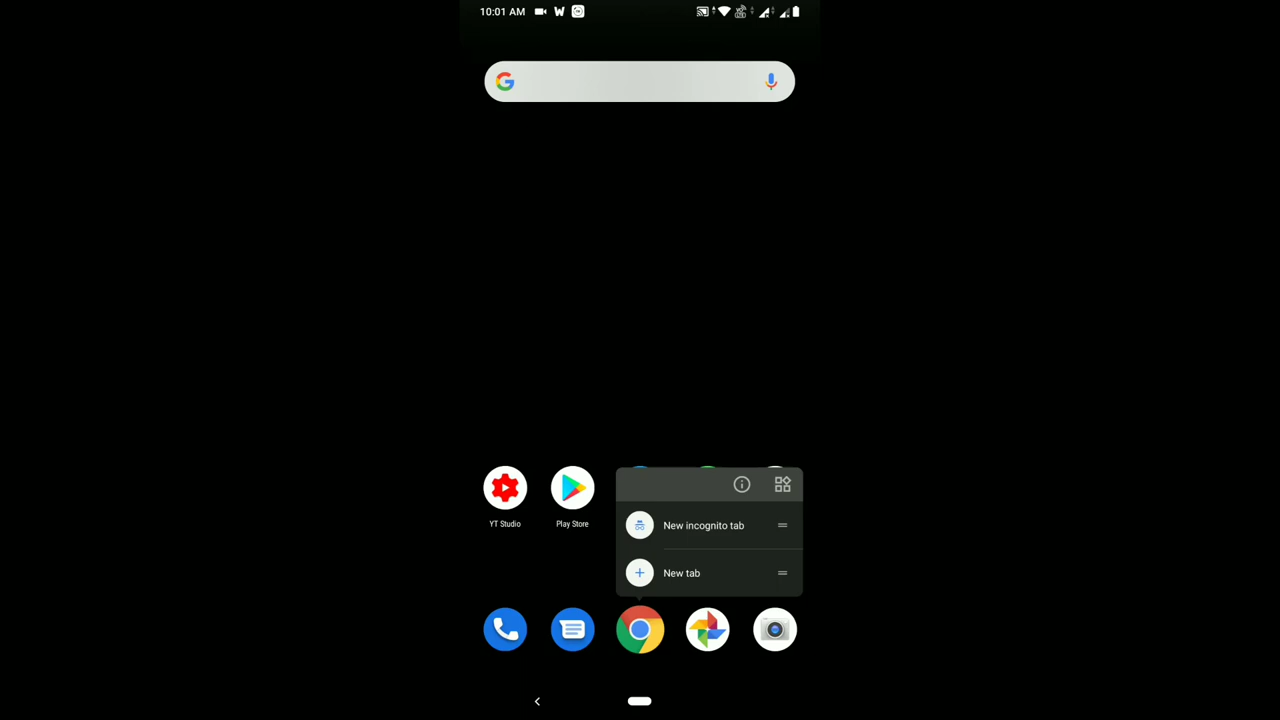 10:01 AM
New incognito tab
YT Studio
Play Store
New tab